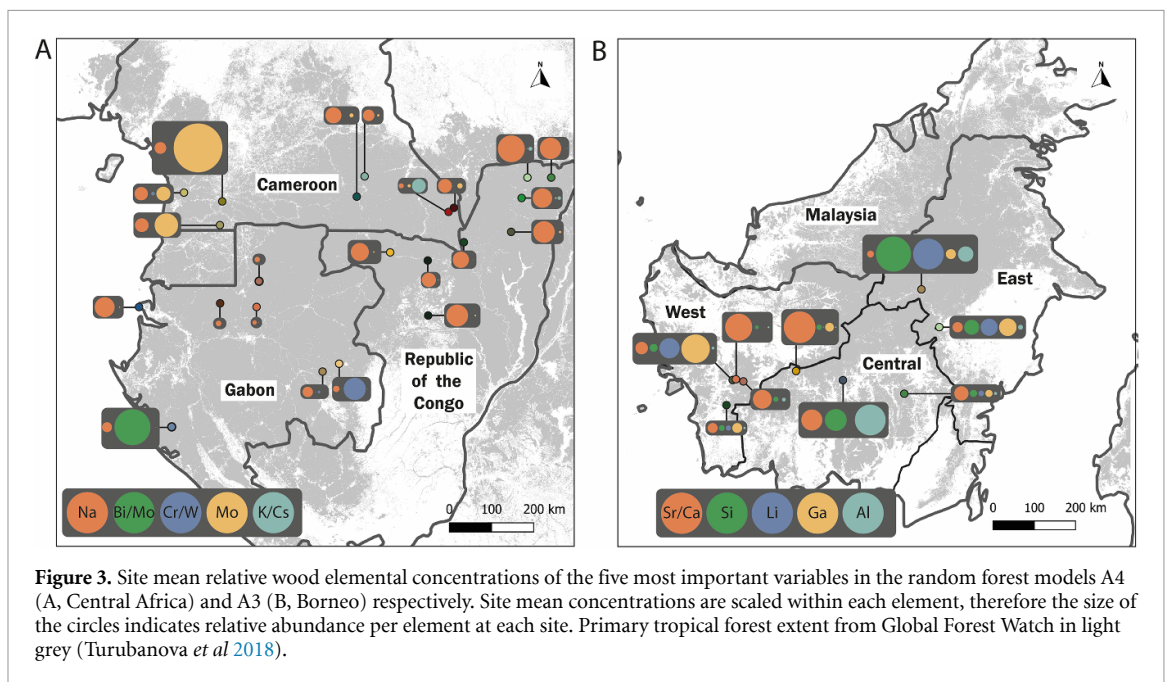 A
N
Cameroon
Republic
of the
Congo
Gabon
Na Bi/Mo Cr/W Mo K/Cs
0 100 200 km
B
N
Malaysia
East
West
Central
Sr/Ca Si Li Ga Al
0 100 200 km
Figure 3. Site mean relative wood elemental concentrations of the five most important variables in the random forest models A4
(A, Central Africa) and A3 (B, Borneo) respectively. Site mean concentrations are scaled within each element, therefore the size of
the circles indicates relative abundance per element at each site. Primary tropical forest extent from Global Forest Watch in light
grey (Turubanova et al 2018).